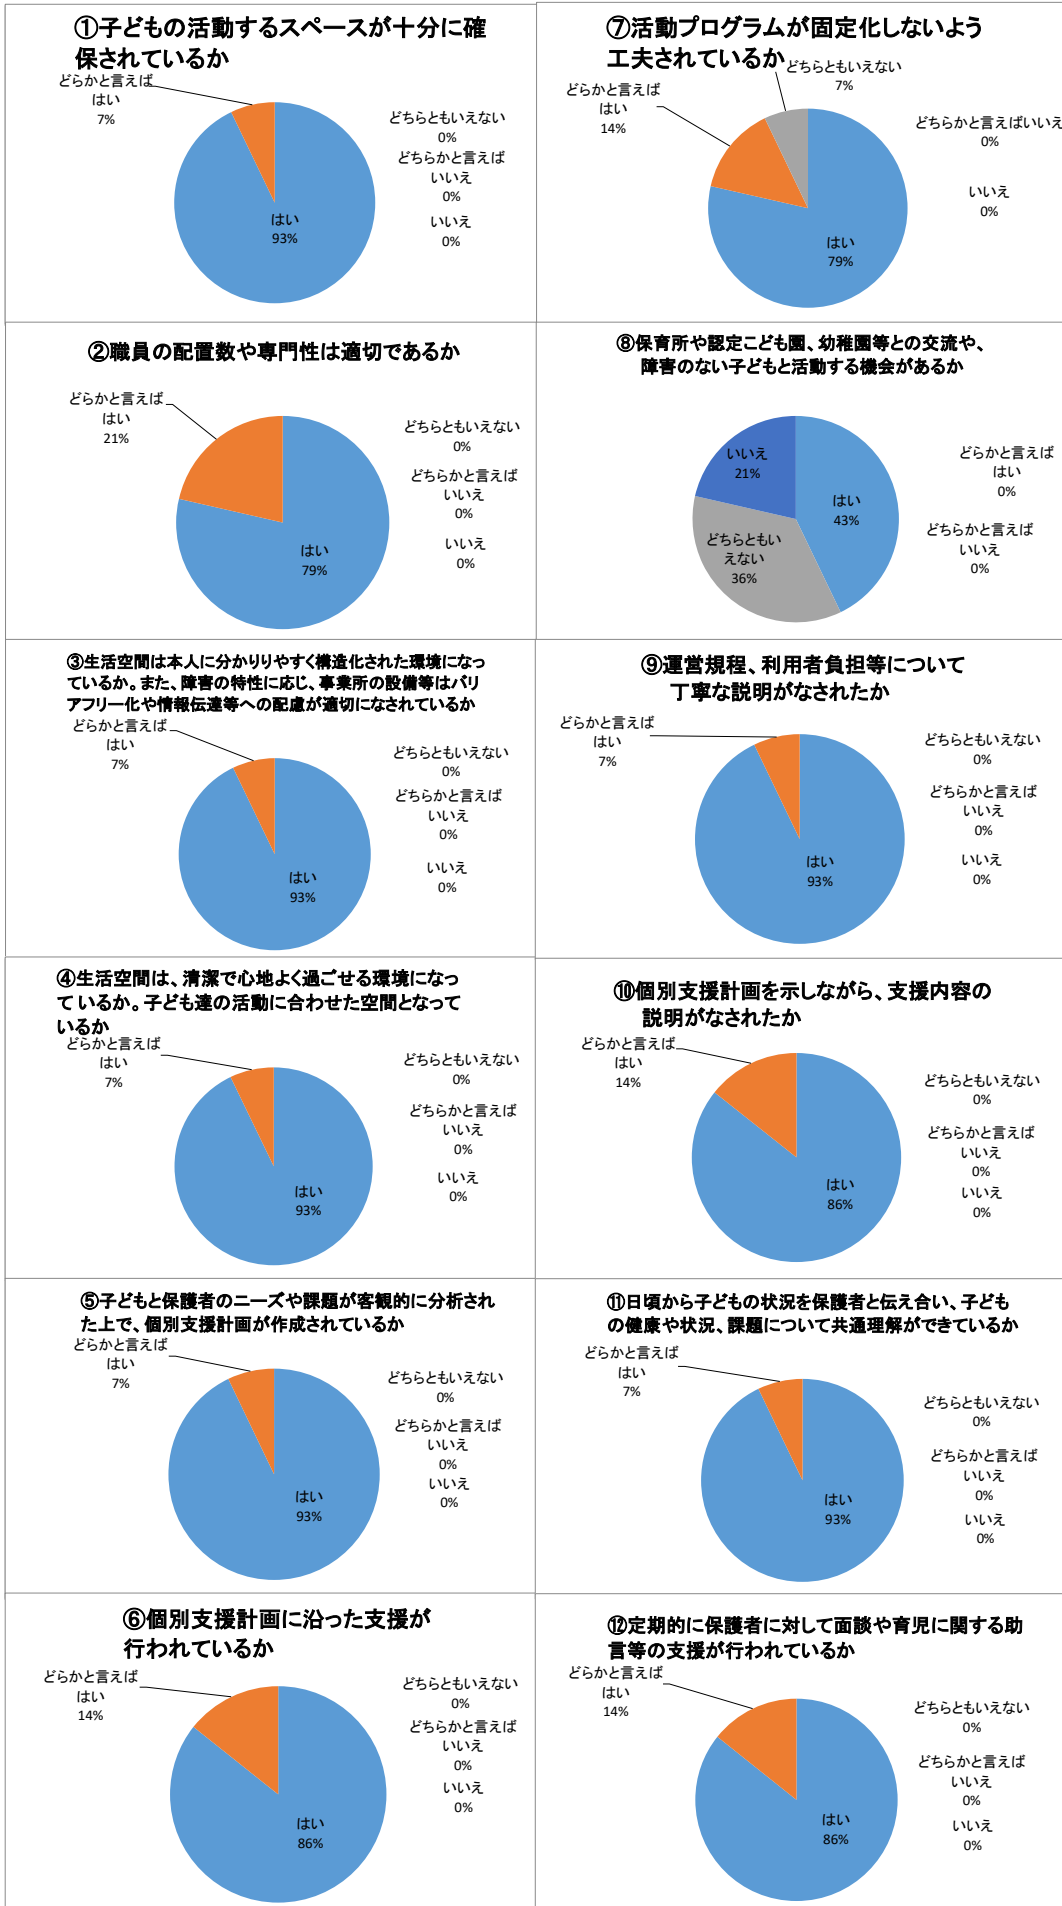 ①子どもの活動するスペースが十分に確
保されているか
どらかと言えば
はい
7%
どちらともいえない
0%
どちらかと言えば
いいえ
0%
いいえ
0%
はい
93%
②職員の配置数や専門性は適切であるか
どらかと言えば
はい
21%
どちらともいえない
0%
どちらかと言えば
いいえ
0%
いいえ
0%
はい
79%
③生活空間は本人に分かりりやすく構造化された環境になっ
ているか。また、障害の特性に応じ、事業所の設備等はバリ
アフリー化や情報伝達等への配慮が適切になされているか
どらかと言えば
はい
7%
どちらともいえない
0%
どちらかと言えば
いいえ
0%
いいえ
0%
はい
93%
④生活空間は、清潔で心地よく過ごせる環境になっ
ているか。子ども達の活動に合わせた空間となって
いるか
どらかと言えば
はい
7%
どちらともいえない
0%
どちらかと言えば
いいえ
0%
いいえ
0%
はい
93%
⑤子どもと保護者のニーズや課題が客観的に分析され
た上で、個別支援計画が作成されているか
どらかと言えば
はい
7%
どちらともいえない
0%
どちらかと言えば
いいえ
0%
いいえ
0%
はい
93%
⑥個別支援計画に沿った支援が
行われているか
どらかと言えば
はい
14%
どちらともいえない
0%
どちらかと言えば
いいえ
0%
いいえ
0%
はい
86%
⑦活動プログラムが固定化しないよう
工夫されているか
どちらともいえない
7%
どらかと言えば
はい
14%
どちらかと言えばいいえ
0%
いいえ
0%
はい
79%
⑧保育所や認定こども園、幼稚園等との交流や、
障害のない子どもと活動する機会があるか
いいえ
21%
どらかと言えば
はい
0%
はい
43%
どちらともい
えない
36%
どちらかと言えば
いいえ
0%
⑨運営規程、利用者負担等について
丁寧な説明がなされたか
どらかと言えば
はい
7%
どちらともいえない
0%
どちらかと言えば
いいえ
0%
いいえ
0%
はい
93%
⑩個別支援計画を示しながら、支援内容の
説明がなされたか
どらかと言えば
はい
14%
どちらともいえない
0%
どちらかと言えば
いいえ
0%
いいえ
0%
はい
86%
⑪日頃から子どもの状況を保護者と伝え合い、子ども
の健康や状況、課題について共通理解ができているか
どらかと言えば
はい
7%
どちらともいえない
0%
どちらかと言えば
いいえ
0%
いいえ
0%
はい
93%
⑫定期的に保護者に対して面談や育児に関する助
言等の支援が行われているか
どらかと言えば
はい
14%
どちらともいえない
0%
どちらかと言えば
いいえ
0%
いいえ
0%
はい
86%